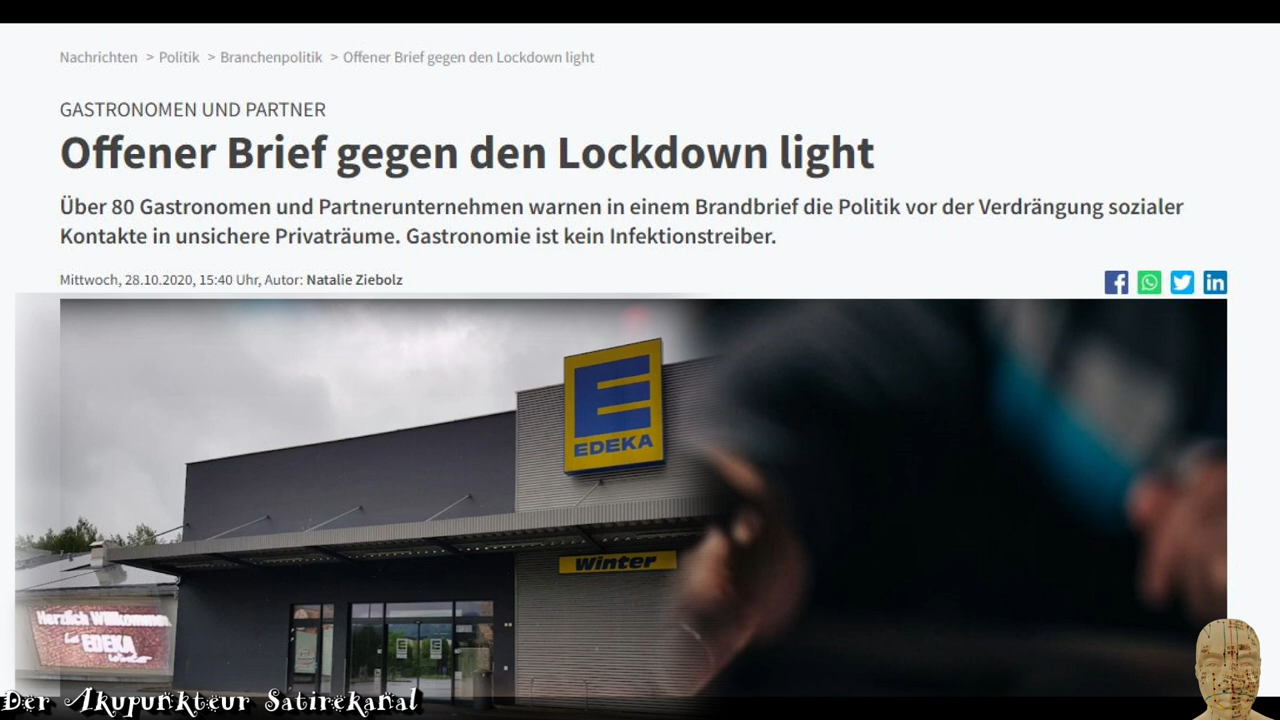 Nachrichten > Politik > Branchenpolitik > Offener Brief gegen den Lockdown light
GASTRONOMEN UND PARTNER
Offener Brief gegen den Lockdown light
Über 80 Gastronomen und Partnerunternehmen warnen in einem Brandbrief die Politik vor der Verdrängung sozialer
Kontakte in unsichere Privaträume. Gastronomie ist kein Infektionstreiber.
Mittwoch, 28.10.2020, 15:40 Uhr, Autor: Natalie Ziebolz
E
EDEKA
Winter
Herzlich Willkommen
EDEKA
Der Akupunkteur Satirekanal